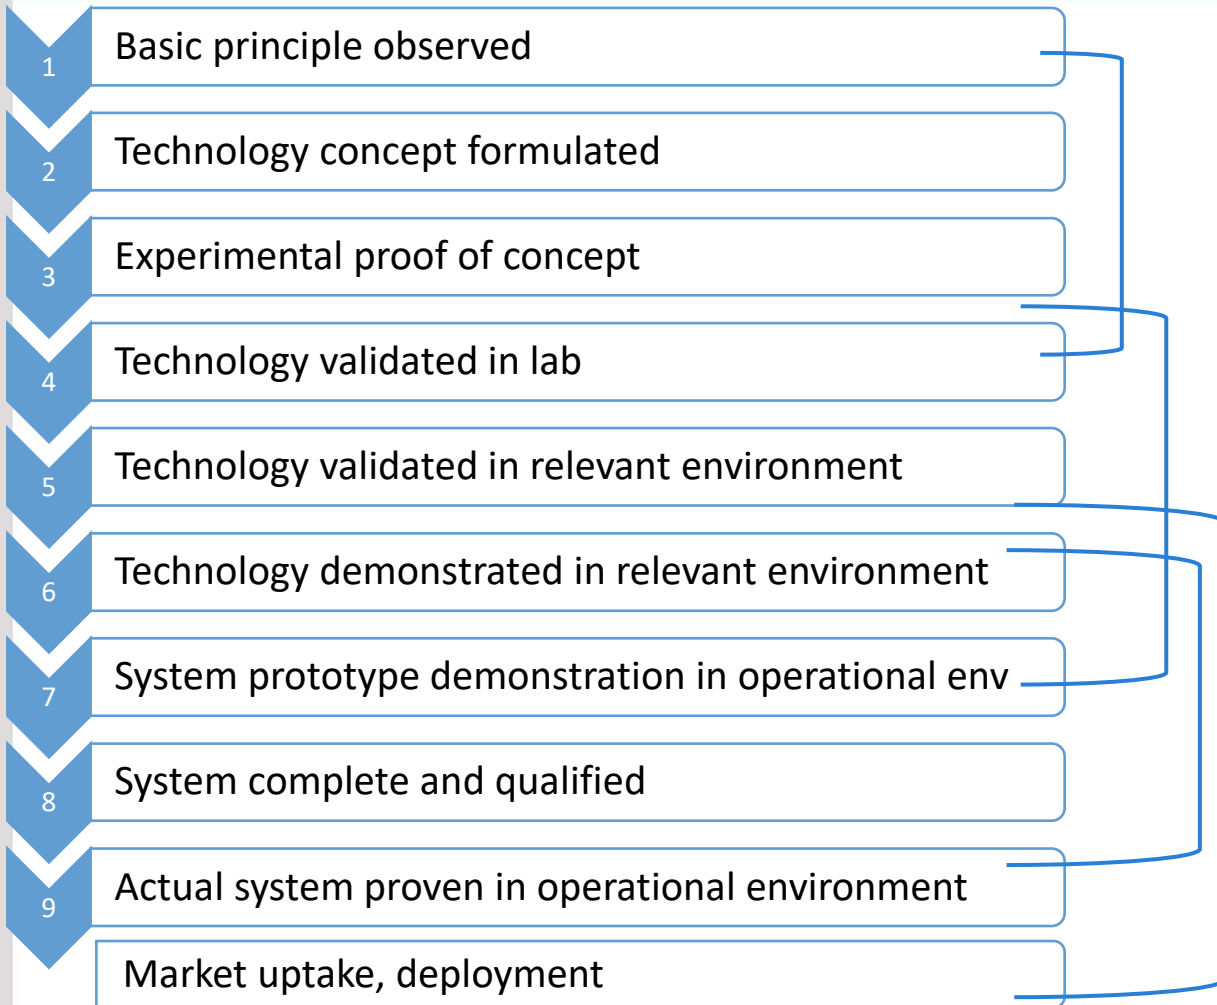 1
Basic principle observed
2
Technology concept formulated
3
Experimental proof of concept
4
Technology validated in lab
5
Technology validated in relevant environment
6
Technology demonstrated in relevant environment
7
System prototype demonstration in operational env
8
System complete and qualified
9
Actual system proven in operational environment
Market uptake, deployment